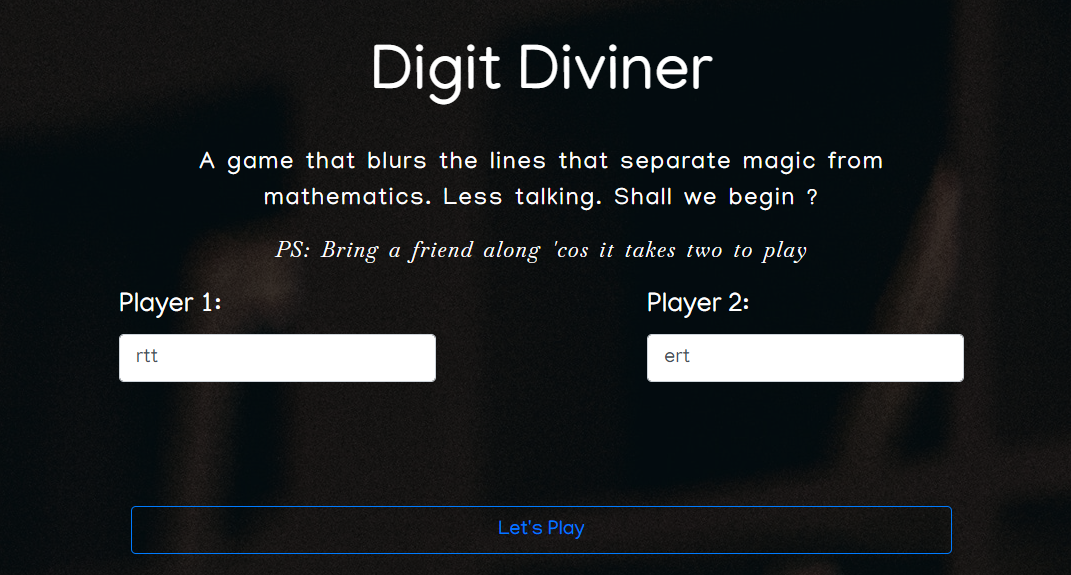 Digit Diviner
A game that blurs the lines that separate magic from
mathematics. Less talking. Shall we begin ?
PS: Bring a friend along 'cos it takes two to play
Player 1:
Player 2:
rtt
ert
Let's Play